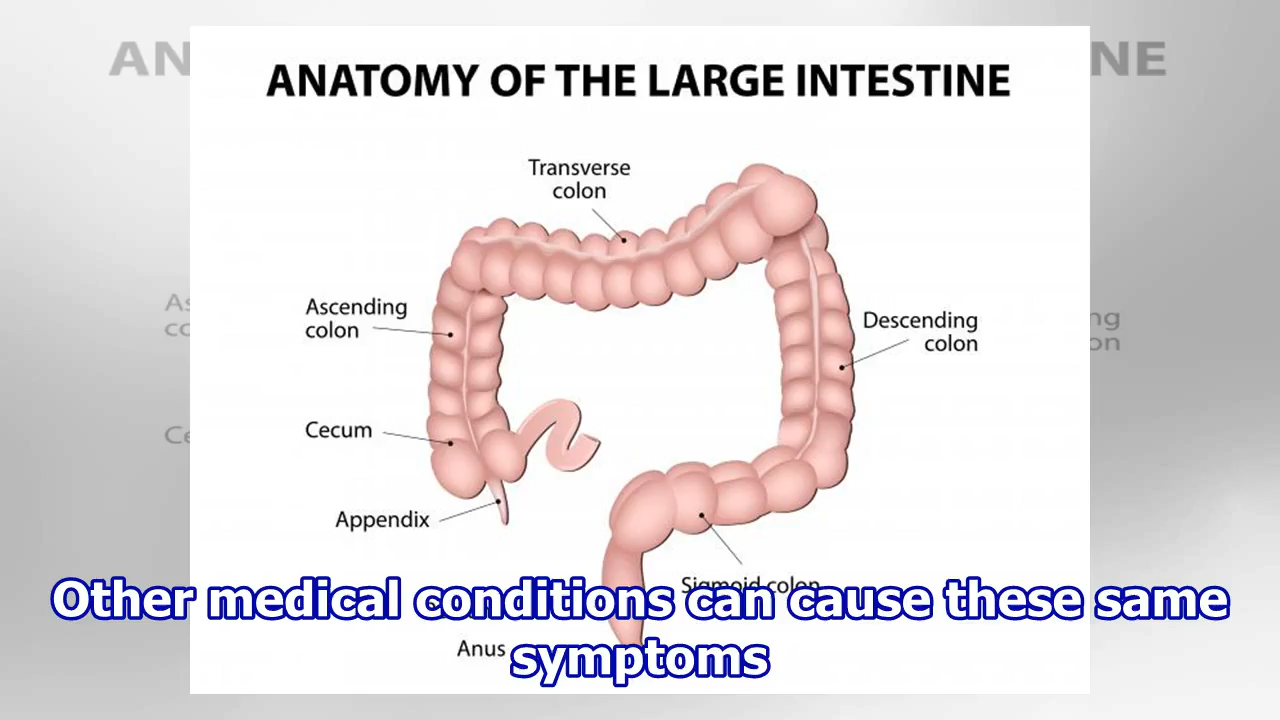 ANATOMY OF THE LARGE INTESTINE
Transverse
colon
Ascending
colon
Descending
colon
Cecum
Appendix
Sigmoid colon
Other medical conditions can cause these same
symptoms
Anus